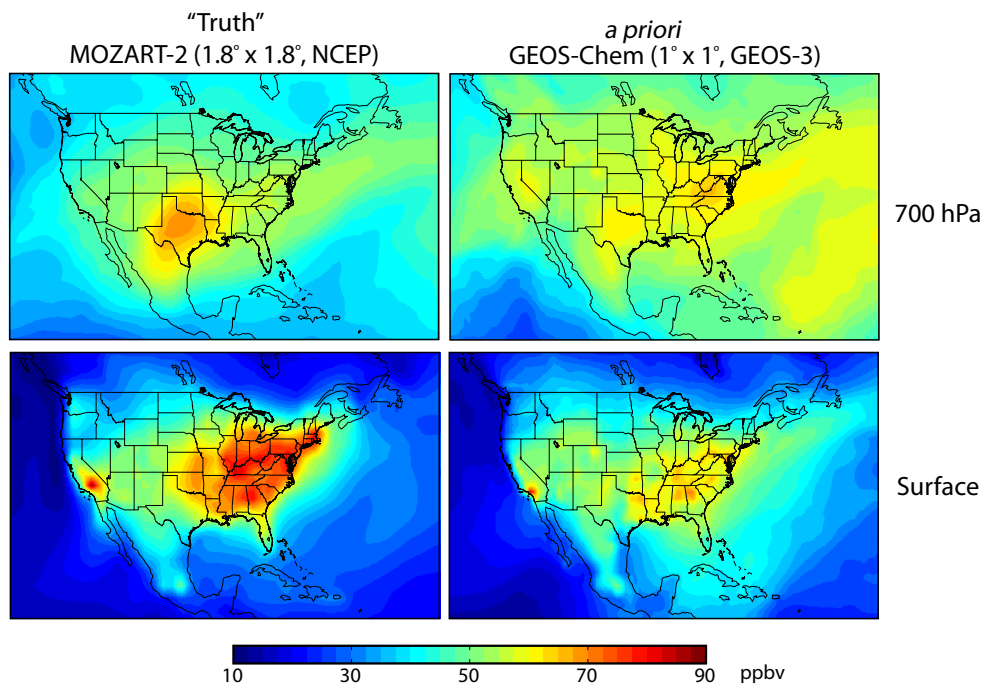 “Truth”
MOZART-2 (1.8° x 1.8°, NCEP)
a priori
GEOS-Chem (1° x 1°, GEOS-3)
700 hPa
Surface
10 30 50 70 90 ppbv